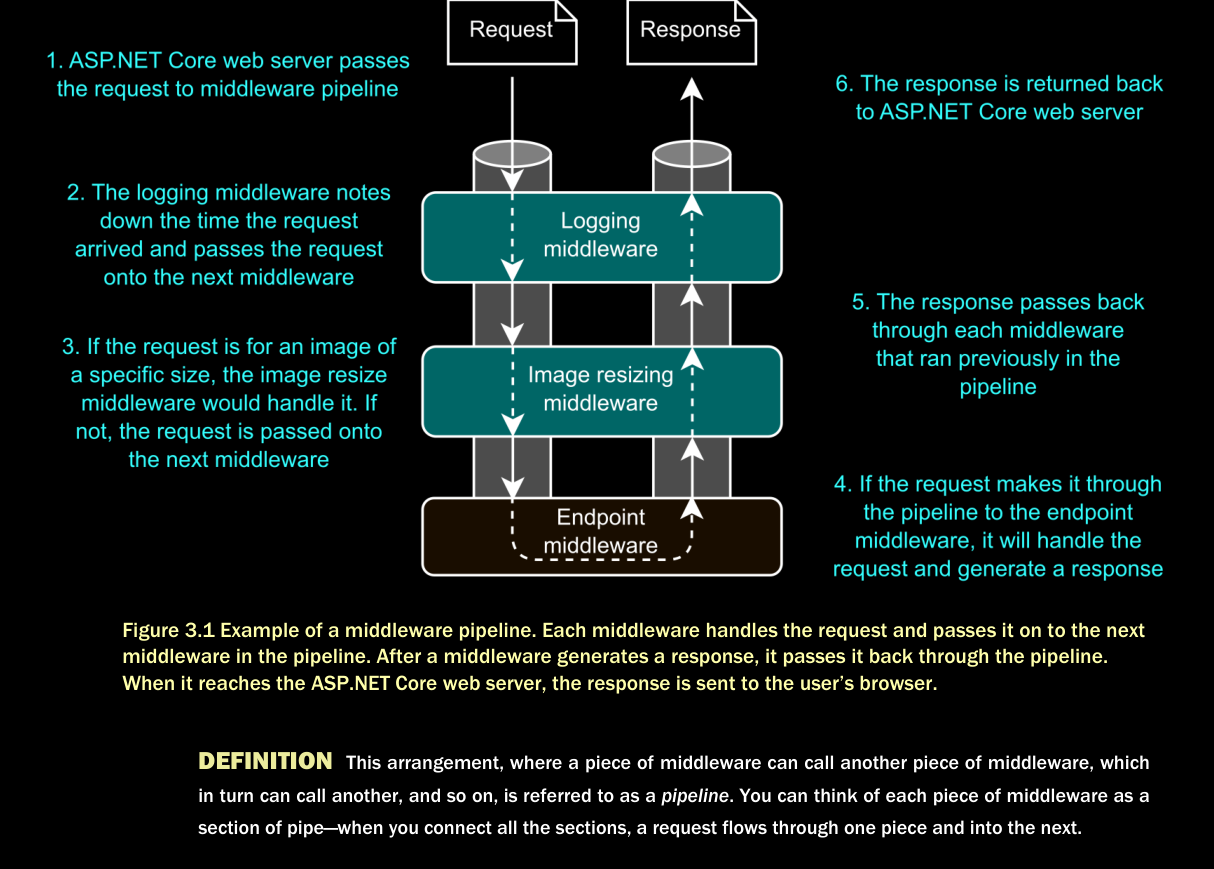 Request
Response
1. ASP.NET Core web server passes
the request to middleware pipeline
6. The response is returned back
to ASP.NET Core web server
2. The logging middleware notes
down the time the request
arrived and passes the request
onto the next middleware
Logging
middleware
5. The response passes back
through each middleware
that ran previously in the
pipeline
3. If the request is for an image of
a specific size, the image resize
middleware would handle it. If
not, the request is passed onto
the next middleware
Image resizing
middleware
4. If the request makes it through
the pipeline to the endpoint
middleware, it will handle the
request and generate a response
Endpoint
middleware
Figure 3.1 Example of a middleware pipeline. Each middleware handles the request and passes it on to the next
middleware in the pipeline. After a middleware generates a response, it passes it back through the pipeline.
When it reaches the ASP.NET Core web server, the response is sent to the user’s browser.
DEFINITION This arrangement, where a piece of middleware can call another piece of middleware, which
in turn can call another, and so on, is referred to as a pipeline. You can think of each piece of middleware as a
section of pipe—when you connect all the sections, a request flows through one piece and into the next.